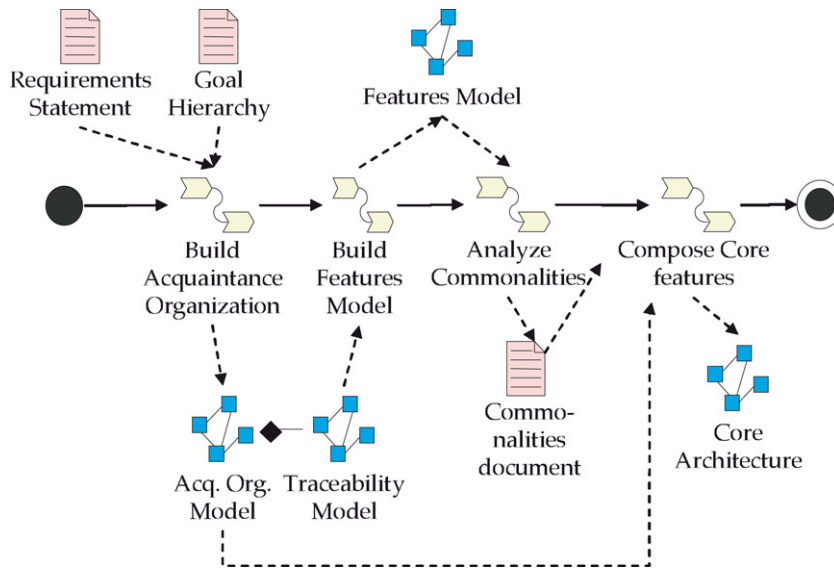 Requirements
Statement
Goal
Hierarchy
Features Model
Build
Acquaintance
Organization
Build
Features
Model
Analyze
Commonalities
Compose Core
features
Acq. Org.
Model
Traceability
Model
Commo-
nalities
document
Core
Architecture